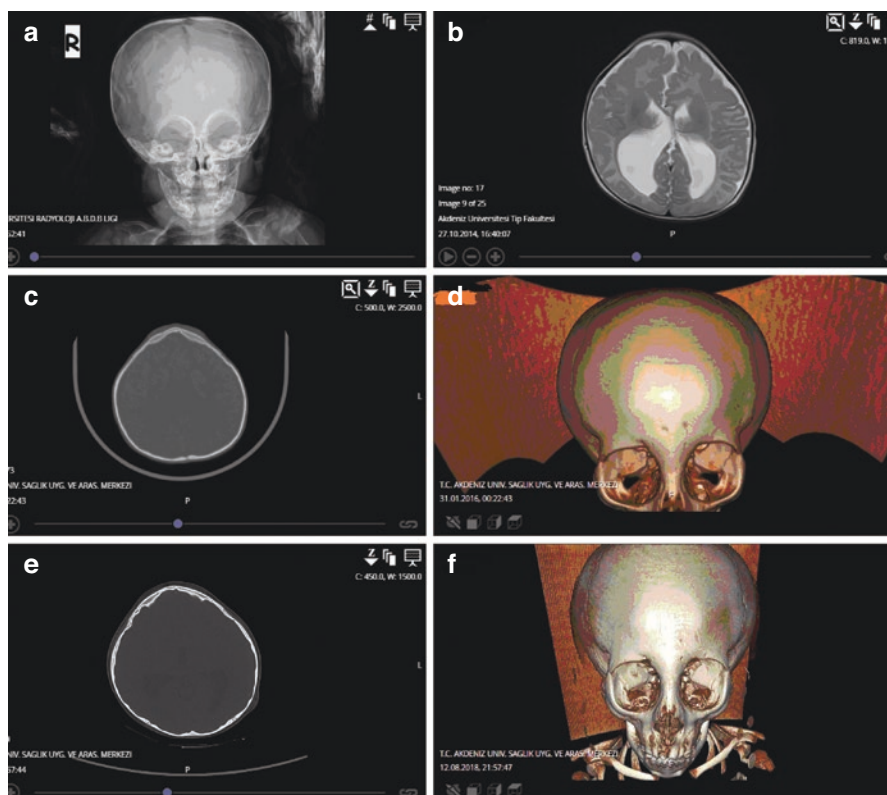 a
R
#
RSITESI RADYOLOJI A.B.D.B LIGI
52:41
b
Z
C: 819.0, W: 1
Image no: 17
Image 9 of 25
Akdeniz Universitesi Tip Fakultesi
27.10.2014, 16:40:07
P
c
Z
C: 500.0, W: 2500.0
L
73
NIV. SAGLIK UYG. VE ARAS. MERKEZI
22:43
P
d
T.C. AKDENIZ UNIV. SAGLIK UYG. VE ARAS. MERKEZI
31.01.2016, 00:22:43
e
Z
C: 450.0, W: 1500.0
L
NIV. SAGLIK UYG. VE ARAS. MERKEZI
57:44
P
f
T.C. AKDENIZ UNIV. SAGLIK UYG. VE ARAS. MERKEZI
12.08.2018, 21:57:47